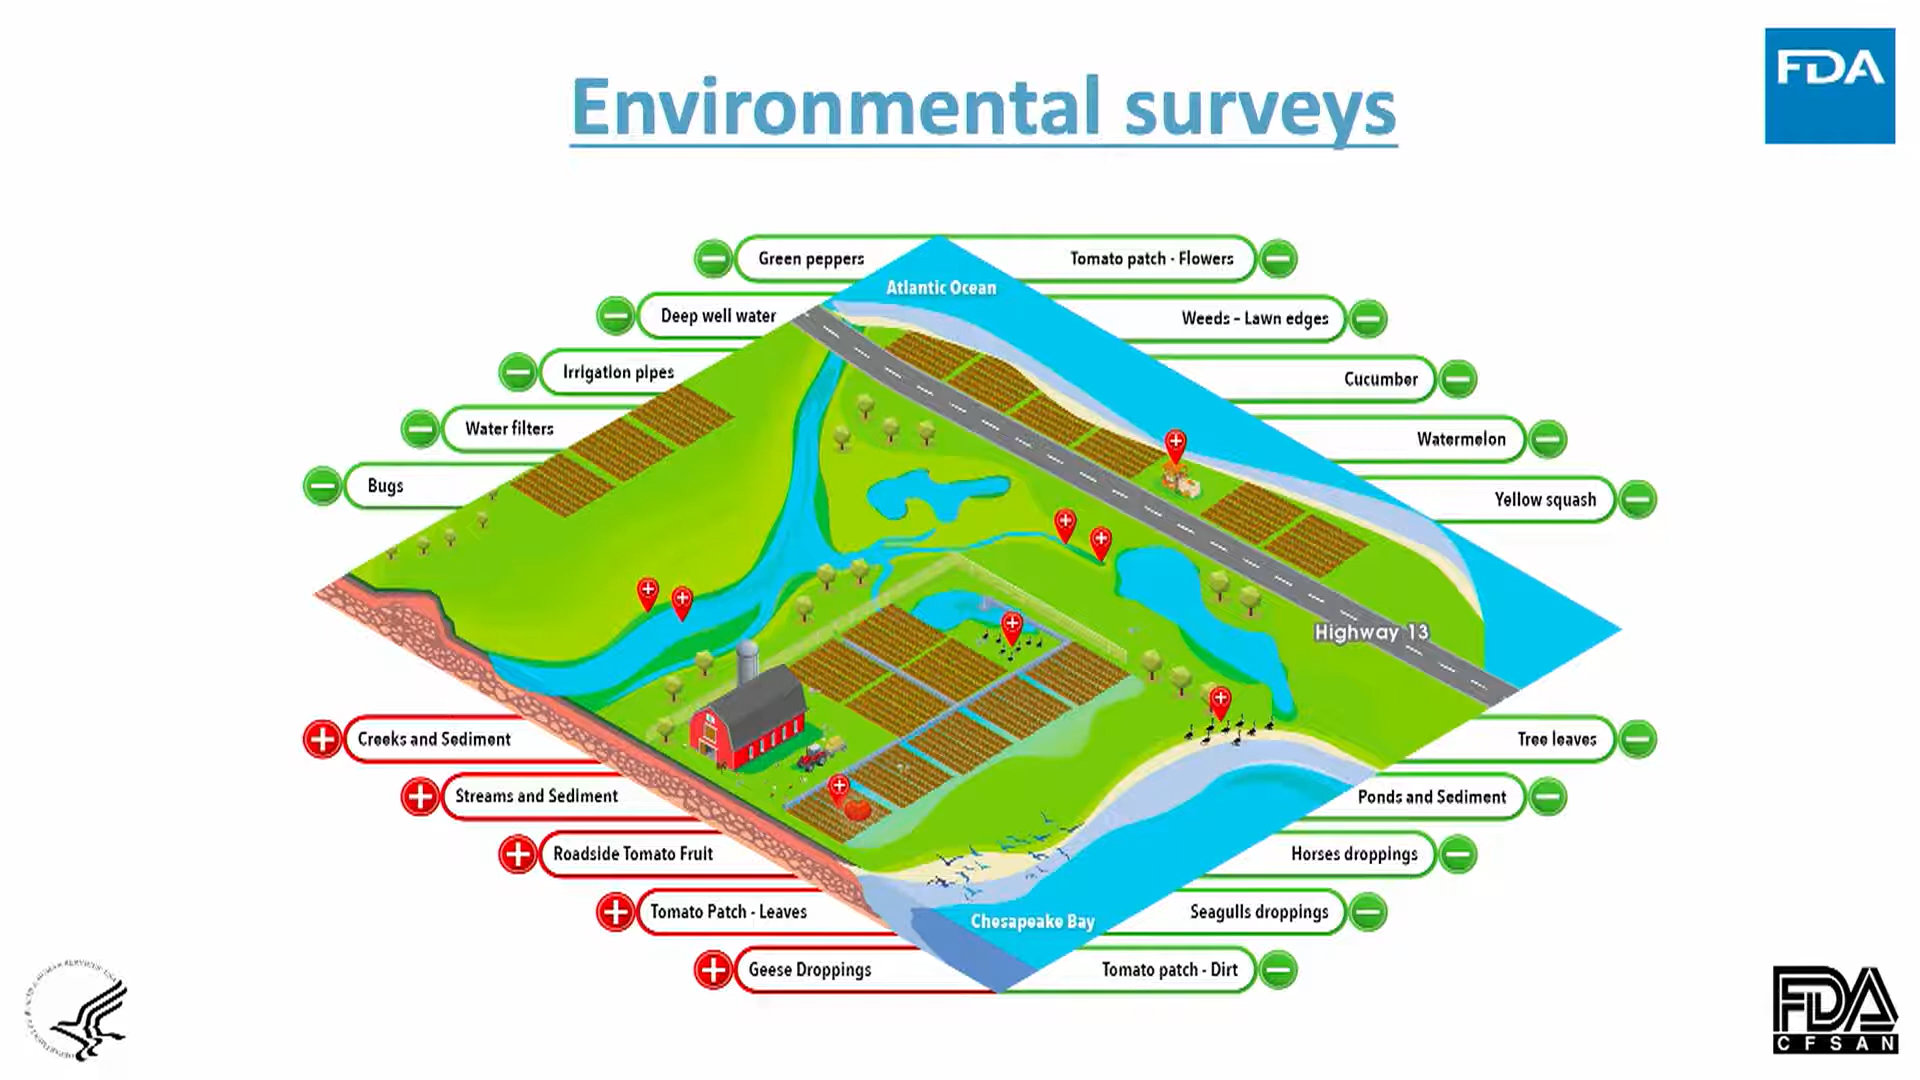 FDA
Environmental surveys
Green peppers
Tomato patch - Flowers
Atlantic Ocean
Deep well water
Weeds - Lawn edges
Irrigation pipes
Cucumber
Water filters
Watermelon
Bugs
Yellow squash
Highway 13
Creeks and Sediment
Tree leaves
Streams and Sediment
Ponds and Sediment
Roadside Tomato Fruit
Horses droppings
Tomato Patch - Leaves
Seagulls droppings
Chesapeake Bay
Geese Droppings
Tomato patch - Dirt
FDA
CFSAN